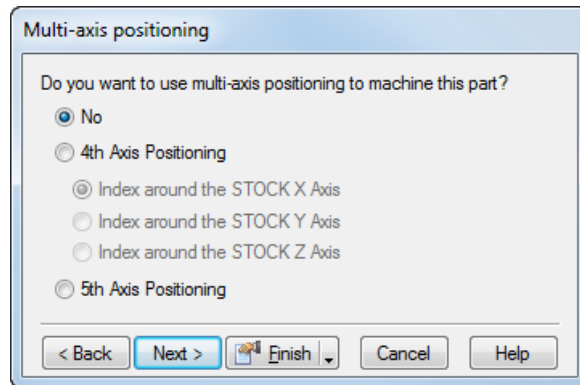 Multi-axis positioning
Do you want to use multi-axis positioning to machine this part?
No
4th Axis Positioning
Index around the STOCK X Axis
Index around the STOCK Y Axis
Index around the STOCK Z Axis
5th Axis Positioning
< Back Next > Finish Cancel Help